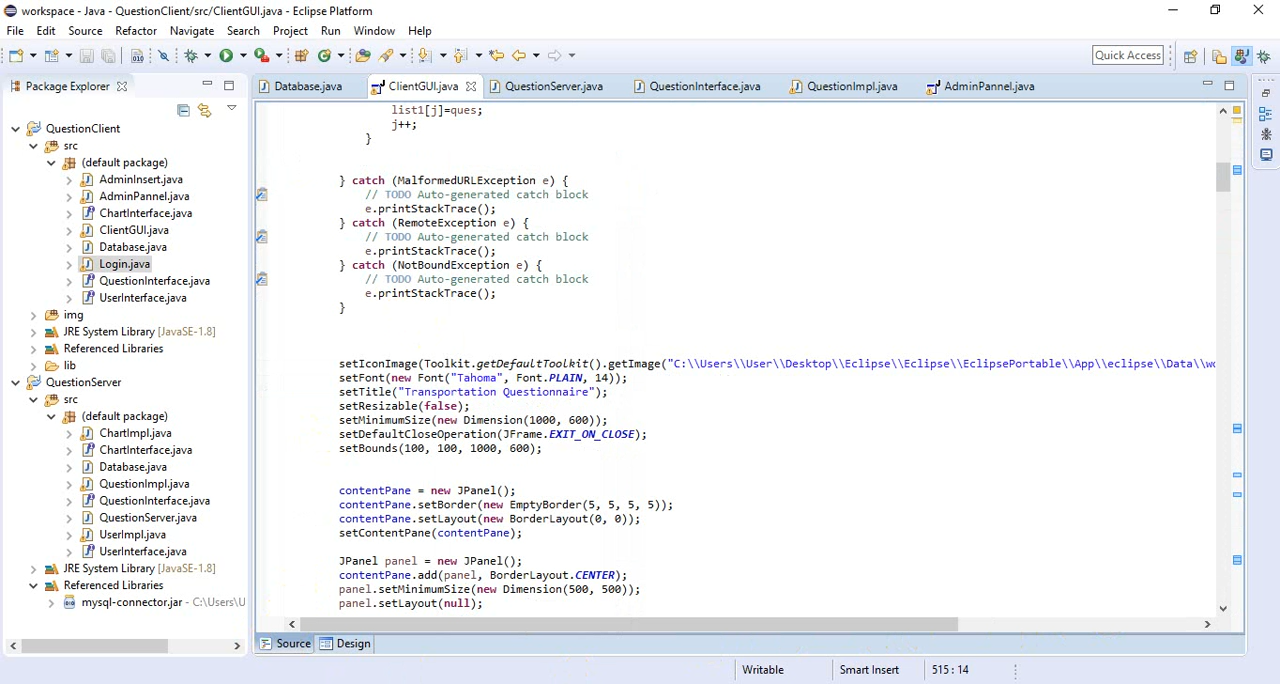 workspace - Java - QuestionClient/src/ClientGUI.java - Eclipse Platform
File Edit Source Refactor Navigate Search Project Run Window Help
Quick Access
Package Explorer
Database.java ClientGUI.java QuestionServer.java QuestionInterface.java QuestionImpl.java AdminPannel.java
QuestionClient
src
(default package)
AdminInsert.java
AdminPannel.java
ChartInterface.java
ClientGUI.java
Database.java
Login.java
QuestionInterface.java
UserInterface.java
img
JRE System Library [JavaSE-1.8]
Referenced Libraries
lib
QuestionServer
src
(default package)
ChartImpl.java
ChartInterface.java
Database.java
QuestionImpl.java
QuestionInterface.java
QuestionServer.java
UserImpl.java
UserInterface.java
JRE System Library [JavaSE-1.8]
Referenced Libraries
mysql-connector.jar - C:\Users\U
list1[j]=ques;
j++;
}
} catch (MalformedURLException e) {
// TODO Auto-generated catch block
e.printStackTrace();
} catch (RemoteException e) {
// TODO Auto-generated catch block
e.printStackTrace();
} catch (NotBoundException e) {
// TODO Auto-generated catch block
e.printStackTrace();
}
setIconImage(Toolkit.getDefaultToolkit().getImage("C:\\Users\\User\\Desktop\\Eclipse\\Eclipse\\EclipsePortable\\App\\eclipse\\Data\\wo
setFont(new Font("Tahoma", Font.PLAIN, 14));
setTitle("Transportation Questionnaire");
setResizable(false);
setMinimumSize(new Dimension(1000, 600));
setDefaultCloseOperation(JFrame.EXIT_ON_CLOSE);
setBounds(100, 100, 1000, 600);
contentPane = new JPanel();
contentPane.setBorder(new EmptyBorder(5, 5, 5, 5));
contentPane.setLayout(new BorderLayout(0, 0));
setContentPane(contentPane);
JPanel panel = new JPanel();
contentPane.add(panel, BorderLayout.CENTER);
panel.setMinimumSize(new Dimension(500, 500));
panel.setLayout(null);
Source Design
Writable Smart Insert 515 : 14